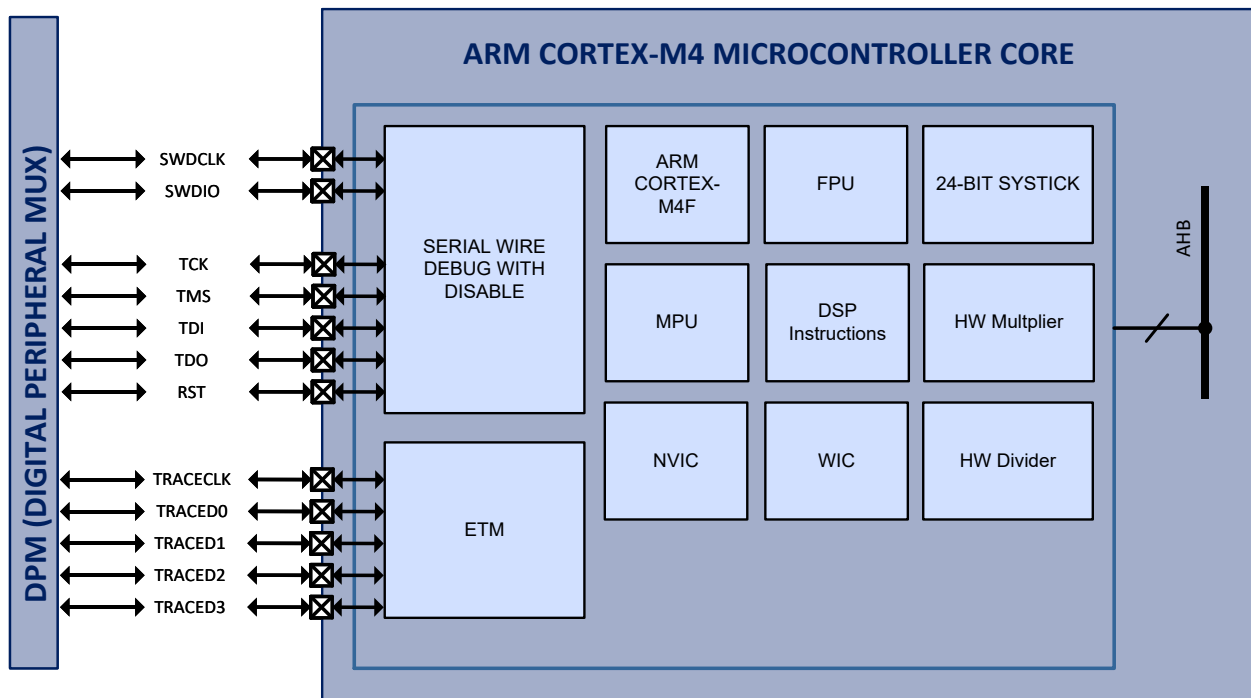 ARM CORTEX-M4 MICROCONTROLLER CORE
DPM (DIGITAL PERIPHERAL MUX)
SWDCLK
SWDIO
TCK
TMS
TDI
TDO
RST
TRACECLK
TRACED0
TRACED1
TRACED2
TRACED3
SERIAL WIRE
DEBUG WITH
DISABLE
ETM
ARM
CORTEX-
M4F
FPU
24-BIT SYSTICK
MPU
DSP
Instructions
HW Multplier
NVIC
WIC
HW Divider
AHB